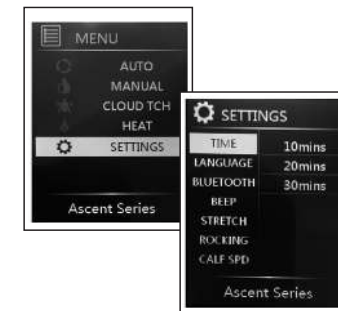 MENU
AUTO
MANUAL
CLOUD TCH
HEAT
SETTINGS
Ascent Series
SETTINGS
TIME 10mins
LANGUAGE 20mins
BLUETOOTH 30mins
BEEP
STRETCH
ROCKING
CALF SPD
Ascent Series